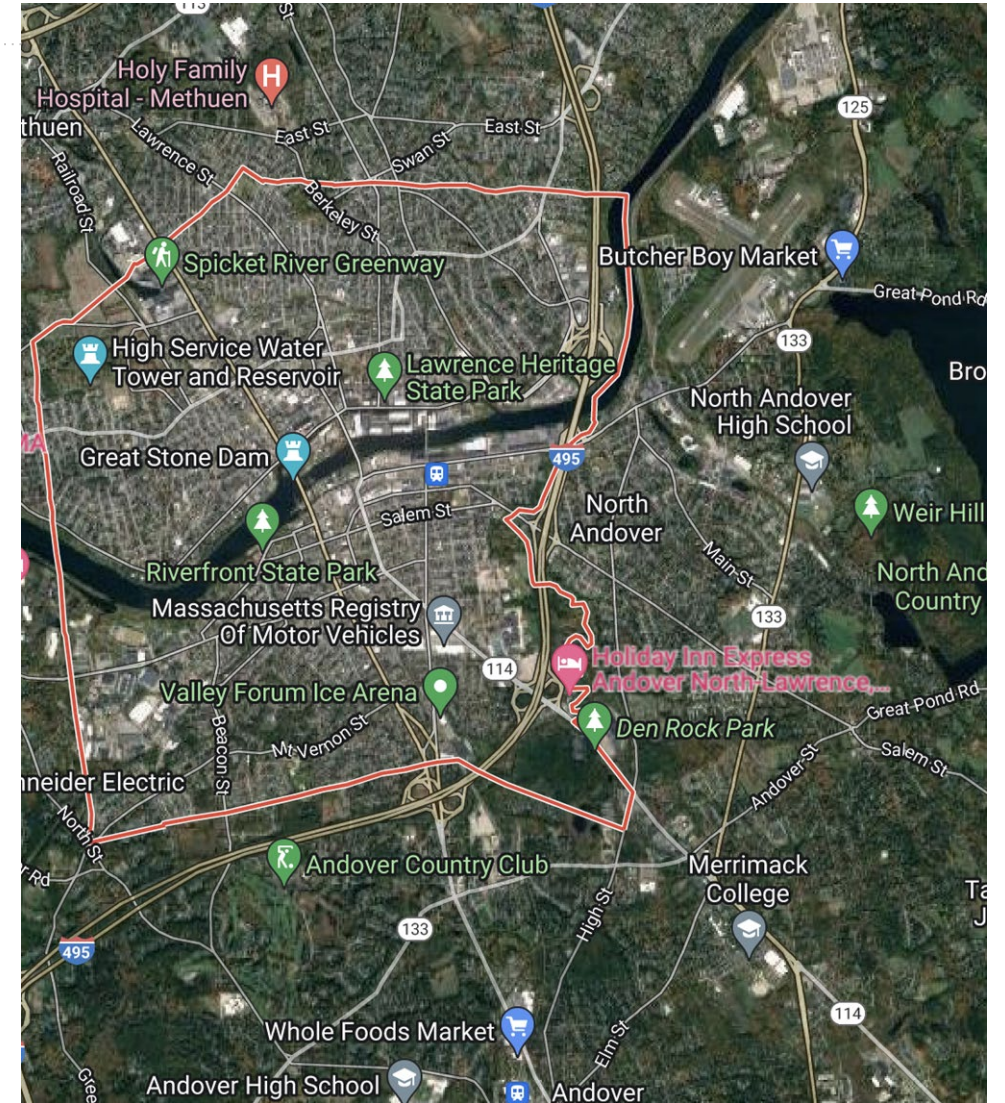 113
Holy Family
Hospital - Methuen
H
125
thuen
East St
East St
Lawrence St
Swan St
Railroad St
Berkeley St
Spicket River Greenway
Butcher Boy Market
Great Pond Rd
133
High Service Water
Tower and Reservoir
Lawrence Heritage
State Park
Bro
North Andover
High School
MA
Great Stone Dam
495
North
Andover
Weir Hill
Salem St
Riverfront State Park
Main St
North And
Country
Massachusetts Registry
Of Motor Vehicles
133
114
Holiday Inn Express
Andover North-Lawrence,...
Valley Forum Ice Arena
Great Pond Rd
Den Rock Park
Beacon St
Mt Vernon St
Andover St
Salem St
hneider Electric
North St
Andover Country Club
Merrimack
College
er Rd
Ta
J
High St
133
495
114
Whole Foods Market
Elm St
Andover High School
Andover
Gree